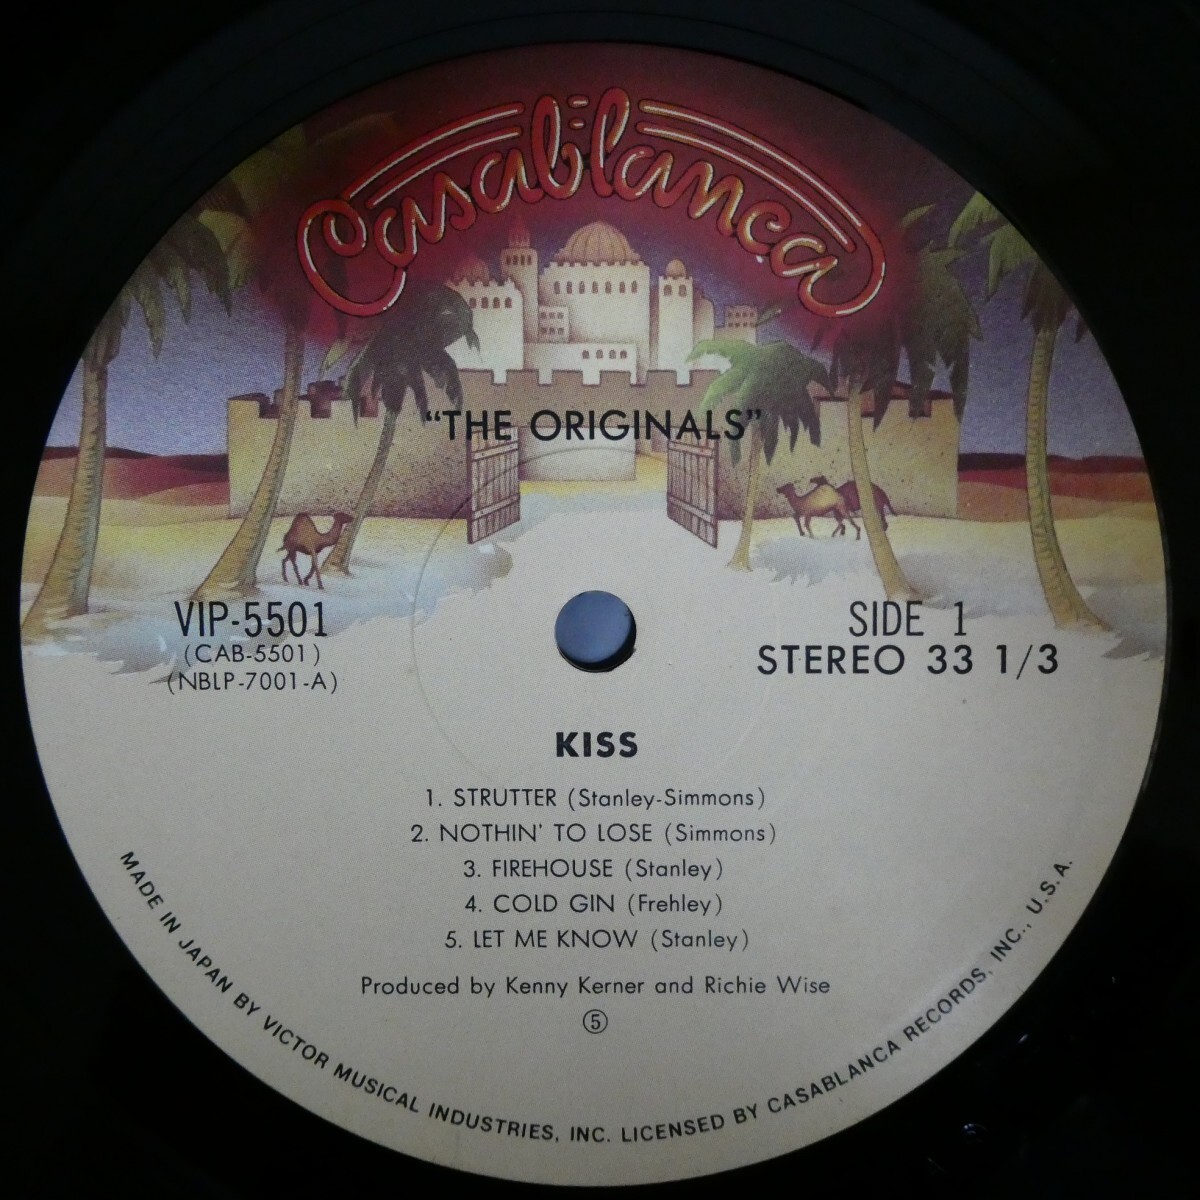 Casablanca
"THE ORIGINALS"
VIP-5501
(CAB-5501)
(NBLP-7001-A)
SIDE 1
STEREO 33 1/3
KISS
1. STRUTTER (Stanley-Simmons)
2. NOTHIN' TO LOSE (Simmons)
3. FIREHOUSE (Stanley)
4. COLD GIN (Frehley)
5. LET ME KNOW (Stanley)
Produced by Kenny Kerner and Richie Wise
⑤
MADE IN JAPAN BY VICTOR MUSICAL INDUSTRIES, INC. LICENSED BY CASABLANCA RECORDS, INC., U.S.A.